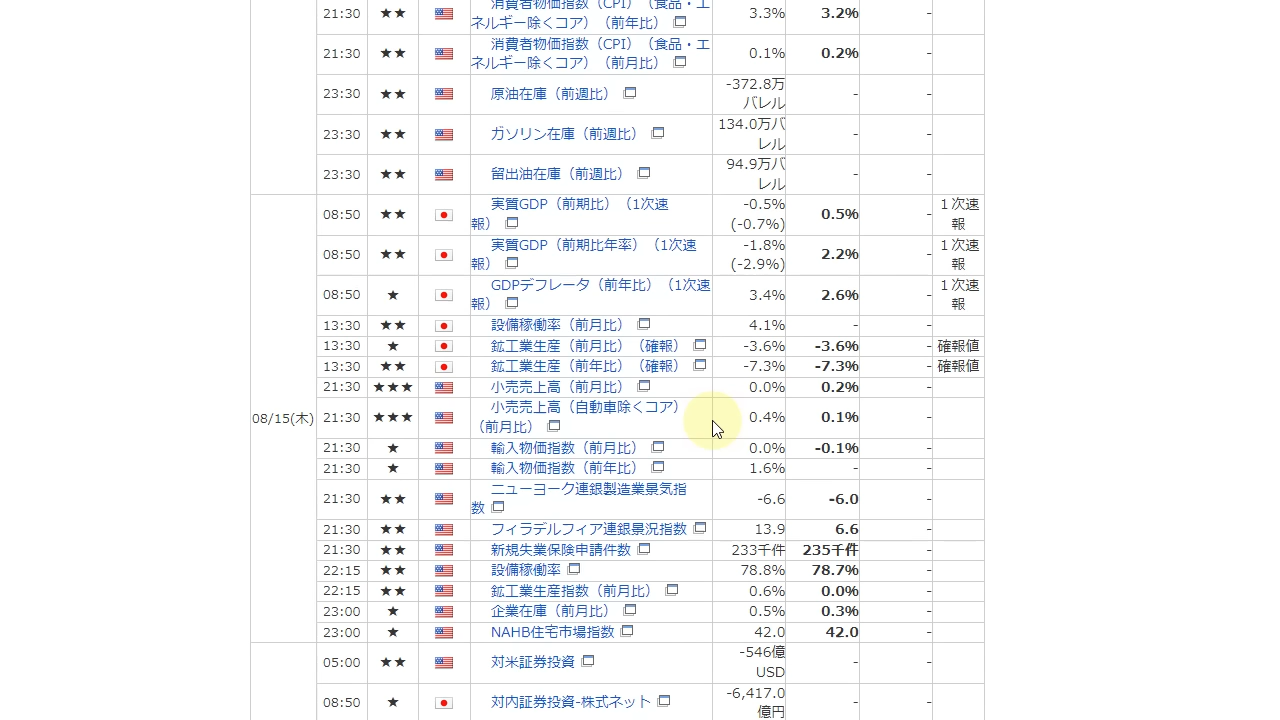 21:30 ★★ 消費者物価指数（CPI）（食品・エ
ネルギー除くコア）（前年比） 3.3% 3.2% -
21:30 ★★ 消費者物価指数（CPI）（食品・エ
ネルギー除くコア）（前月比） 0.1% 0.2% -
23:30 ★★ 原油在庫（前週比） -372.8万
バレル - -
23:30 ★★ ガソリン在庫（前週比） 134.0万バ
レル - -
23:30 ★★ 留出油在庫（前週比） 94.9万バ
レル - -
08:50 ★★ 実質GDP（前期比）（1次速
報） -0.5%
(-0.7%) 0.5% - １次速
報
08:50 ★★ 実質GDP（前期比年率）（1次速
報） -1.8%
(-2.9%) 2.2% - １次速
報
08:50 ★ GDPデフレータ（前年比）（1次速
報） 3.4% 2.6% - １次速
報
13:30 ★★ 設備稼働率（前月比） 4.1% - -
13:30 ★ 鉱工業生産（前月比）（確報） -3.6% -3.6% - 確報値
13:30 ★★ 鉱工業生産（前年比）（確報） -7.3% -7.3% - 確報値
21:30 ★★★ 小売売上高（前月比） 0.0% 0.2% -
08/15(木) 21:30 ★★★ 小売売上高（自動車除くコア）
（前月比） 0.4% 0.1% -
21:30 ★ 輸入物価指数（前月比） 0.0% -0.1% -
21:30 ★ 輸入物価指数（前年比） 1.6% - -
21:30 ★★ ニューヨーク連銀製造業景気指
数 -6.6 -6.0 -
21:30 ★★ フィラデルフィア連銀景況指数 13.9 6.6 -
21:30 ★★ 新規失業保険申請件数 233千件 235千件 -
22:15 ★★ 設備稼働率 78.8% 78.7% -
22:15 ★★ 鉱工業生産指数（前月比） 0.6% 0.0% -
23:00 ★ 企業在庫（前月比） 0.5% 0.3% -
23:00 ★ NAHB住宅市場指数 42.0 42.0 -
05:00 ★★ 対米証券投資 -546億
USD - -
08:50 ★ 対内証券投資-株式ネット -6,417.0
億円 - -